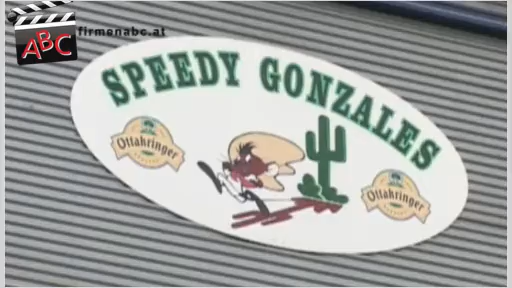 ABC
firmenabc.at
SPEEDY GONZALES
Ottakringer
Ottakringer